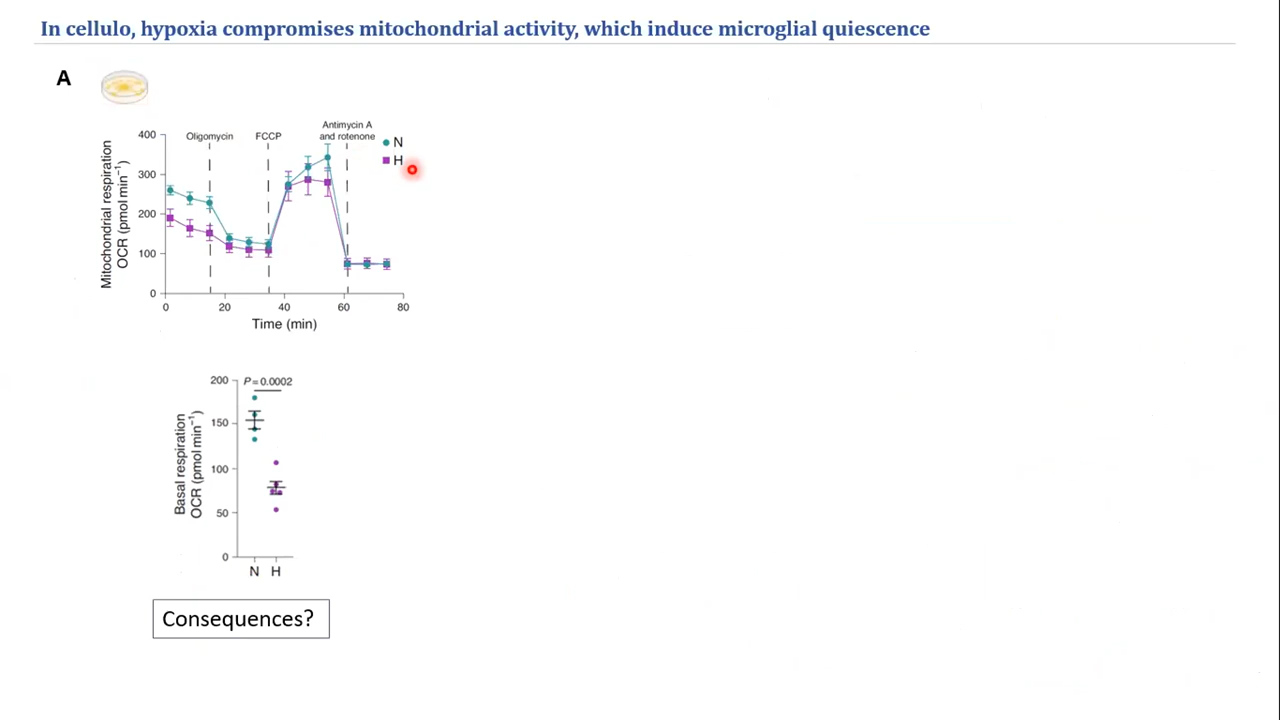 In cellulo, hypoxia compromises mitochondrial activity, which induce microglial quiescence
A
Mitochondrial respiration
OCR (pmol min⁻¹)
400
300
200
100
0
Oligomycin
FCCP
Antimycin A
and rotenone
N
H
0 20 40 60 80
Time (min)
Basal respiration
OCR (pmol min⁻¹)
200
150
100
50
0
P=0.0002
N H
Consequences?